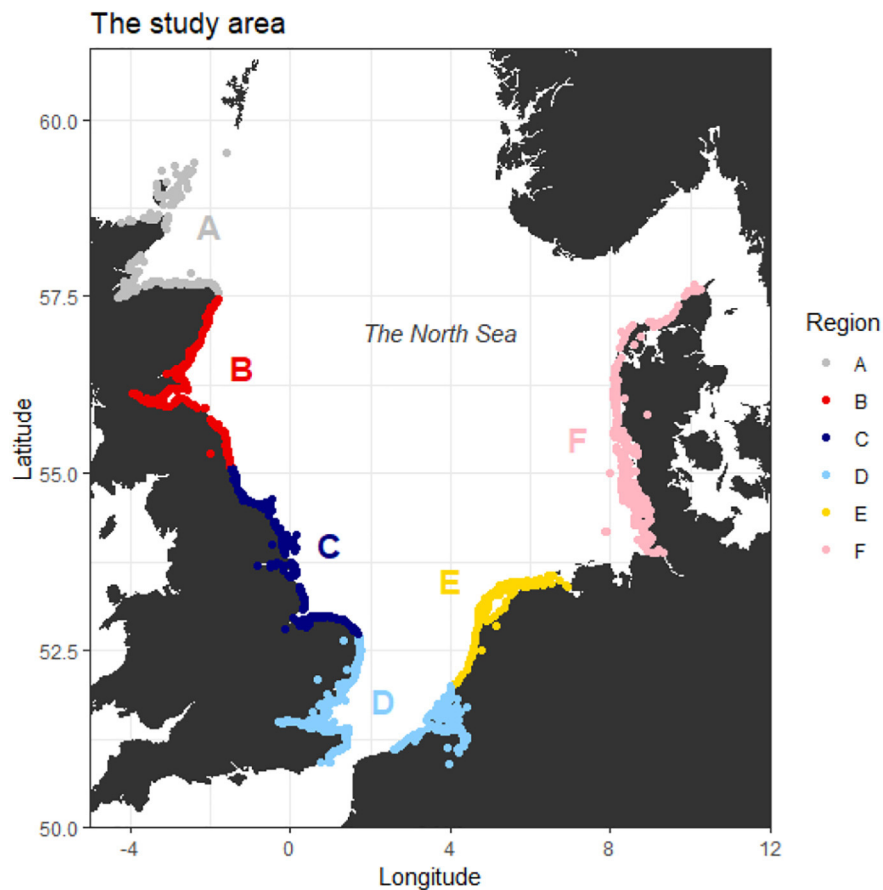 The study area
60.0
57.5
55.0
52.5
50.0
Latitude
A
B
C
D
E
F
The North Sea
-4
0
4
8
12
Longitude
Region
A
B
C
D
E
F